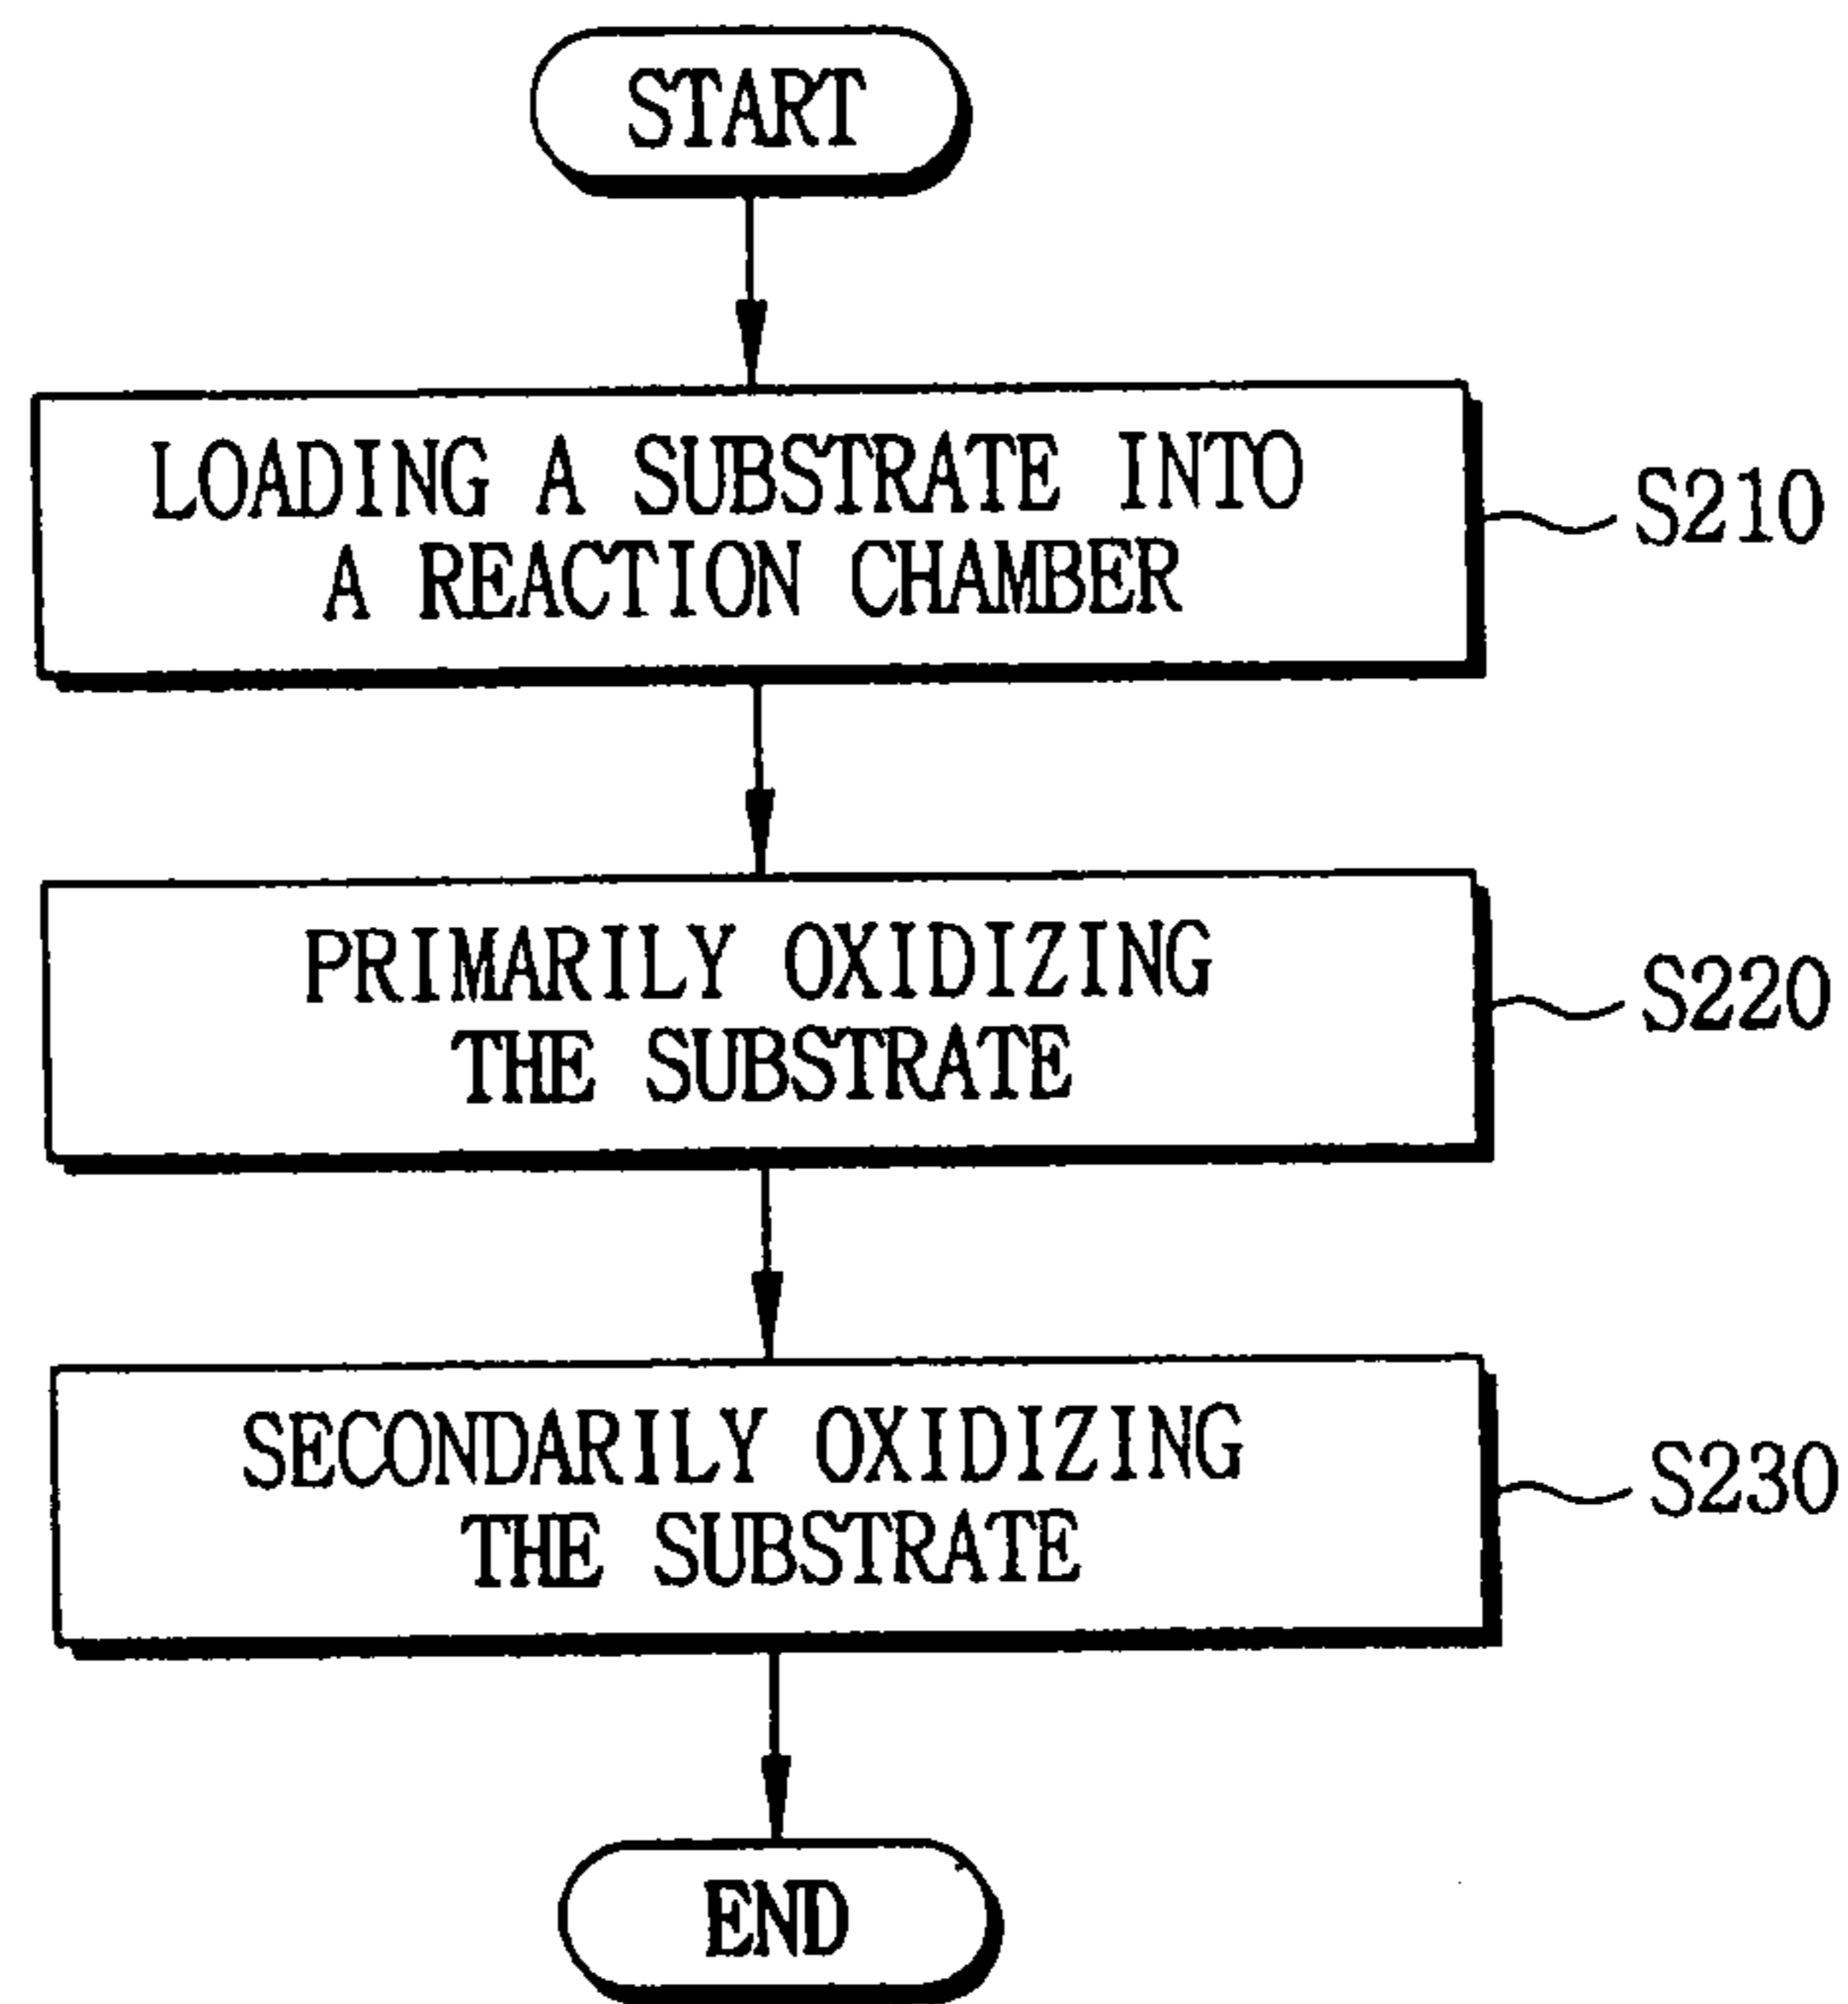 START
LOADING A SUBSTRATE INTO
A REACTION CHAMBER
S210
PRIMARILY OXIDIZING
THE SUBSTRATE
S220
SECONDARILY OXIDIZING
THE SUBSTRATE
S230
END